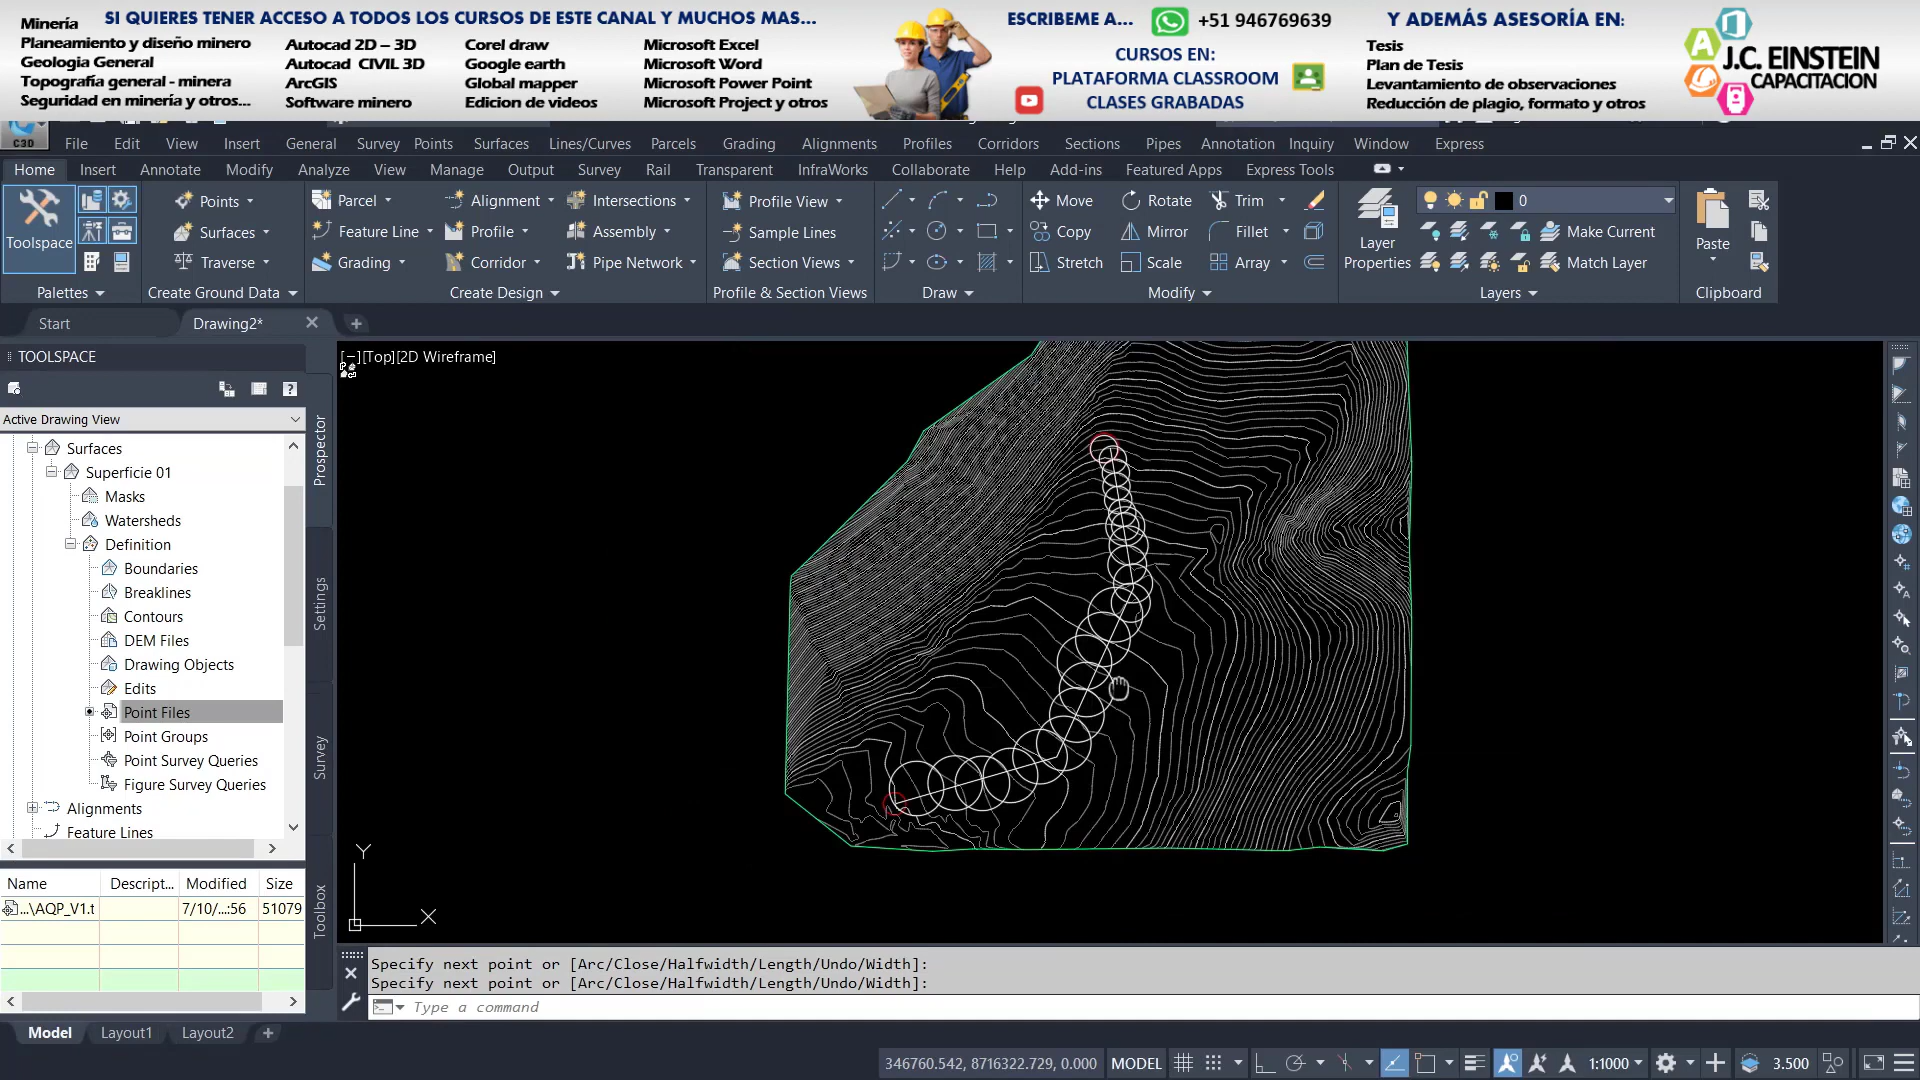 SI QUIERES TENER ACCESO A TODOS LOS CURSOS DE ESTE CANAL Y MUCHOS MAS...
Minería
Planeamiento y diseño minero
Geologia General
Topografía general - minera
Seguridad en minería y otros...
Autocad 2D – 3D
Autocad CIVIL 3D
ArcGIS
Software minero
Corel draw
Google earth
Global mapper
Edicion de videos
Microsoft Excel
Microsoft Word
Microsoft Power Point
Microsoft Project y otros
ESCRIBEME A... +51 946769639
CURSOS EN:
PLATAFORMA CLASSROOM
CLASES GRABADAS
Y ADEMÁS ASESORÍA EN:
Tesis
Plan de Tesis
Levantamiento de observaciones
Reducción de plagio, formato y otros
J.C. EINSTEIN
CAPACITACION
C3D
File Edit View Insert General Survey Points Surfaces Lines/Curves Parcels Grading Alignments Profiles Corridors Sections Pipes Annotation Inquiry Window Express
Home Insert Annotate Modify Analyze View Manage Output Survey Rail Transparent InfraWorks Collaborate Help Add-ins Featured Apps Express Tools
Toolspace
Palettes
Points
Surfaces
Traverse
Create Ground Data
Parcel Alignment Intersections
Feature Line Profile Assembly
Grading Corridor Pipe Network
Create Design
Profile View
Sample Lines
Section Views
Profile & Section Views
Draw
Move Rotate Trim
Copy Mirror Fillet
Stretch Scale Array
Modify
Layer
Properties
0
Make Current
Match Layer
Layers
Paste
Clipboard
Start Drawing2*
TOOLSPACE
Active Drawing View
Surfaces
Superficie 01
Masks
Watersheds
Definition
Boundaries
Breaklines
Contours
DEM Files
Drawing Objects
Edits
Point Files
Point Groups
Point Survey Queries
Figure Survey Queries
Alignments
Feature Lines
Prospector
Settings
Survey
Toolbox
Name Descript... Modified Size
...\AQP_V1.t 7/10/...:56 51079
[–][Top][2D Wireframe]
Y
X
Specify next point or [Arc/Close/Halfwidth/Length/Undo/Width]:
Specify next point or [Arc/Close/Halfwidth/Length/Undo/Width]:
Type a command
Model Layout1 Layout2
346760.542, 8716322.729, 0.000 MODEL 1:1000 3.500